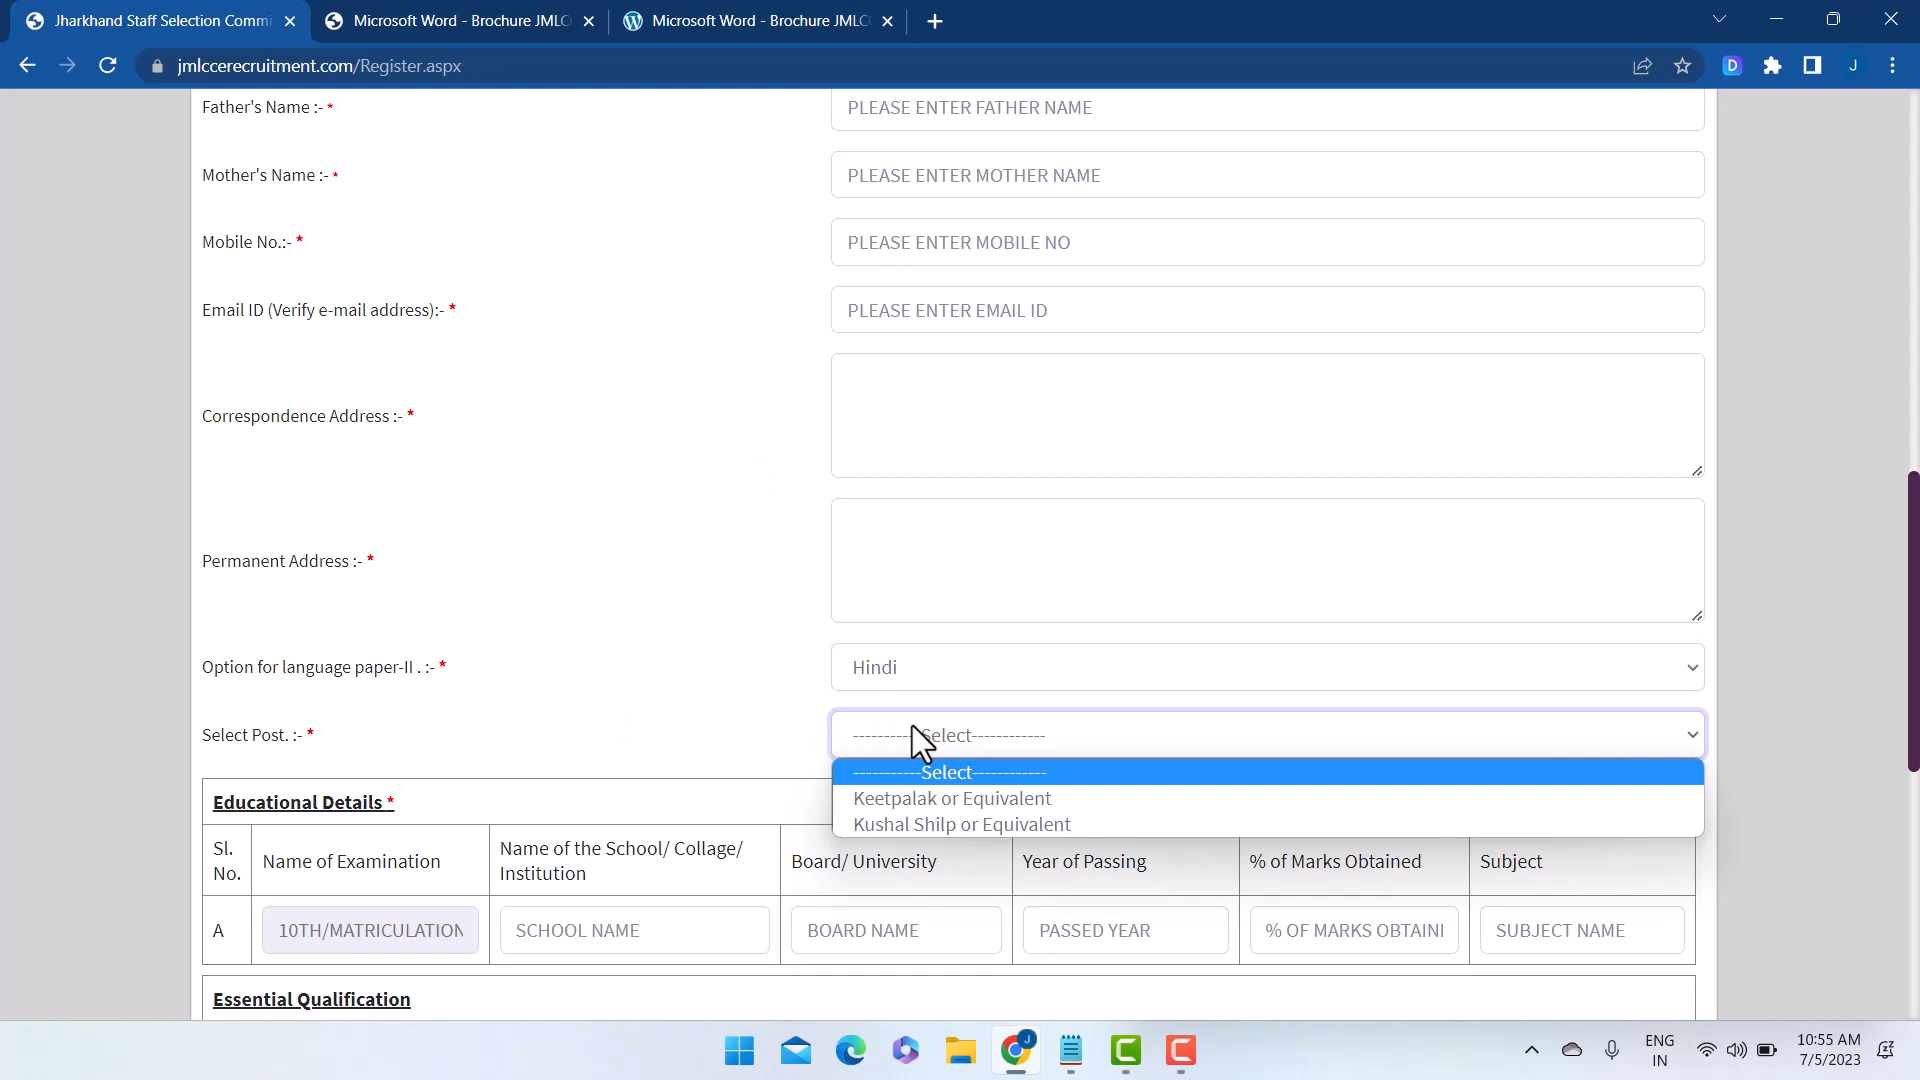 Jharkhand Staff Selection Commi
Microsoft Word - Brochure JMLC
Microsoft Word - Brochure JMLC
jmlccerecruitment.com/Register.aspx
D
J
Father's Name :- *
PLEASE ENTER FATHER NAME
Mother's Name :- *
PLEASE ENTER MOTHER NAME
Mobile No.:- *
PLEASE ENTER MOBILE NO
Email ID (Verify e-mail address):- *
PLEASE ENTER EMAIL ID
Correspondence Address :- *
Permanent Address :- *
Option for language paper-II . :- *
Hindi
Select Post. :- *
-----------Select------------
-----------Select------------
Keetpalak or Equivalent
Kushal Shilp or Equivalent
Educational Details *
Sl. No.
Name of Examination
Name of the School/ Collage/ Institution
Board/ University
Year of Passing
% of Marks Obtained
Subject
A
10TH/MATRICULATION
SCHOOL NAME
BOARD NAME
PASSED YEAR
% OF MARKS OBTAINI
SUBJECT NAME
Essential Qualification
J
ENG
IN
10:55 AM
7/5/2023